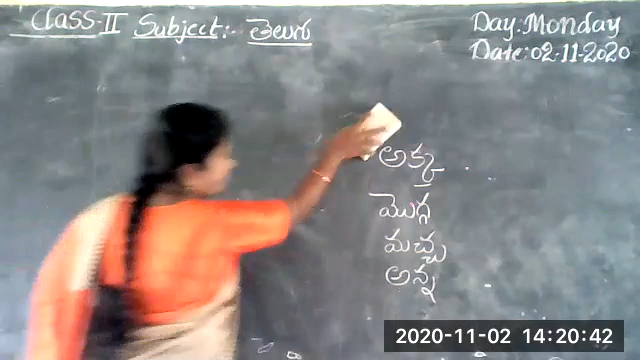 Class-II Subject:- తెలుగు
Day: Monday
Date: 02-11-2020
అక్క
మొగ్గ
మచ్చ
అన్న
2020-11-02 14:20:42